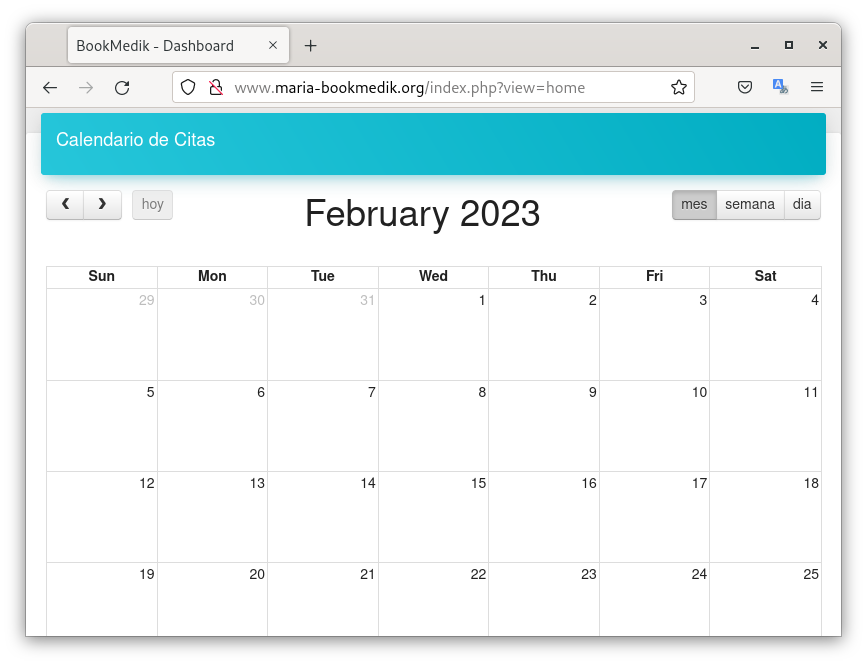 BookMedik - Dashboard
www.maria-bookmedik.org/index.php?view=home
Calendario de Citas
hoy February 2023 mes semana dia
Sun Mon Tue Wed Thu Fri Sat
29 30 31 1 2 3 4
5 6 7 8 9 10 11
12 13 14 15 16 17 18
19 20 21 22 23 24 25